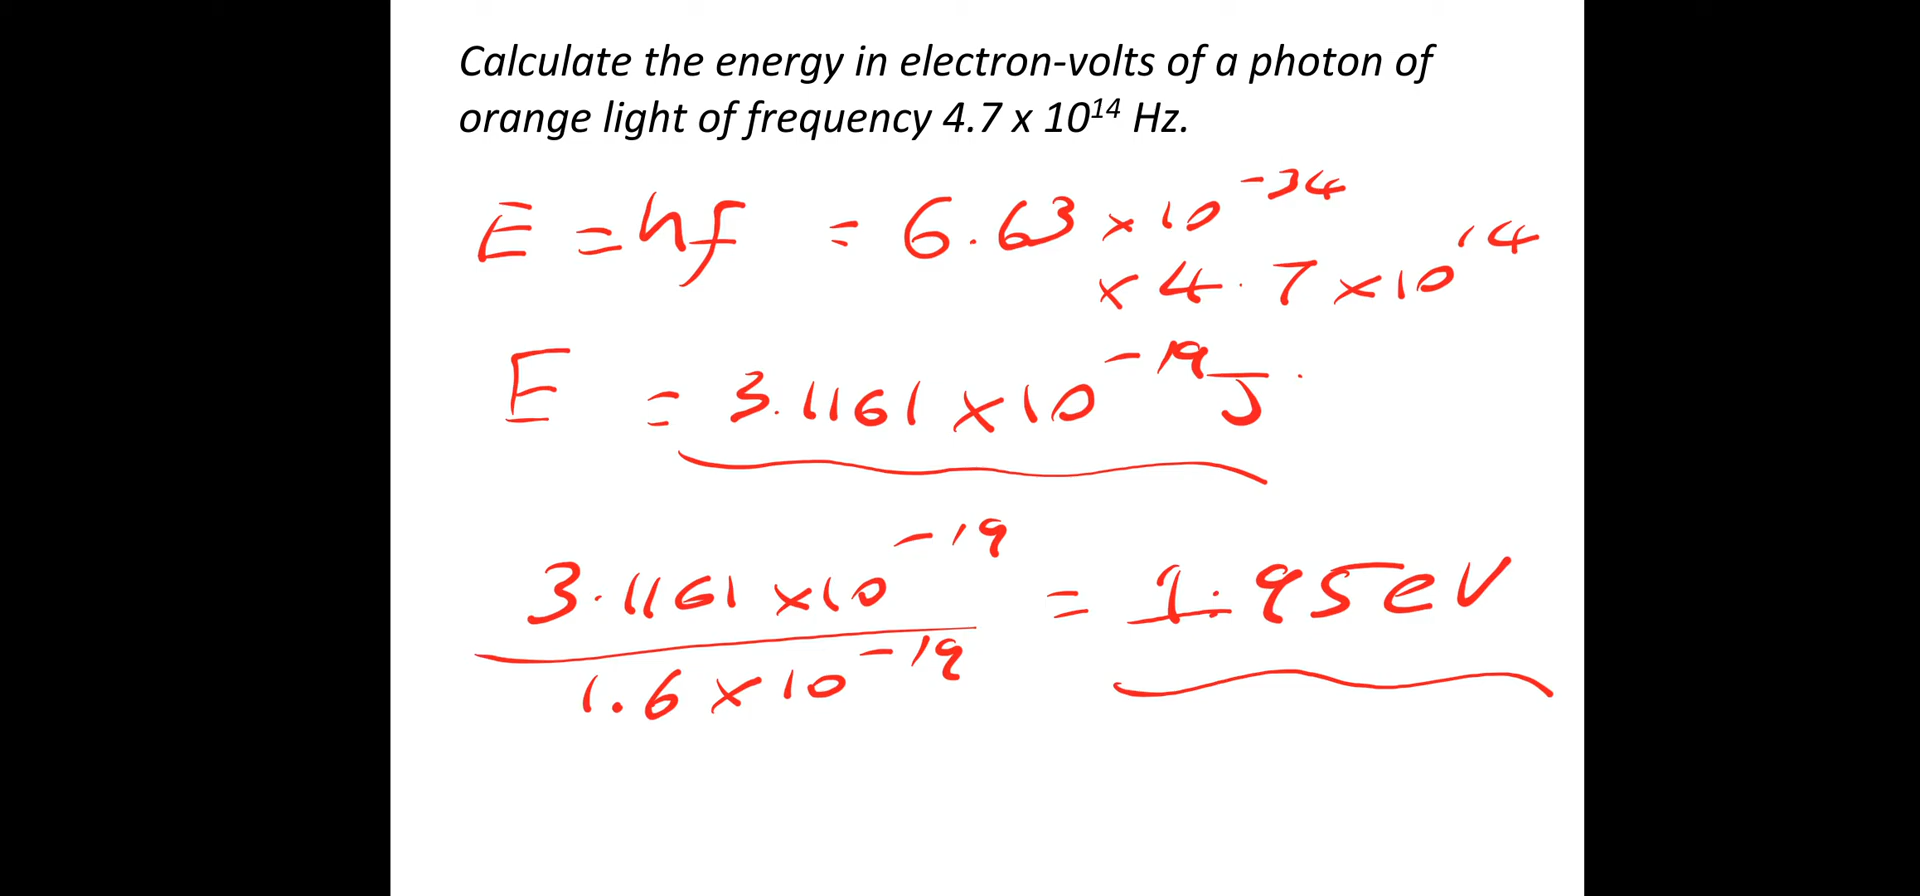 Calculate the energy in electron-volts of a photon of
orange light of frequency 4.7 x 10¹⁴ Hz.
E = hf = 6.63 × 10⁻³⁴
× 4.7 × 10¹⁴
E = 3.1161 × 10⁻¹⁹ J.
3.1161 × 10⁻¹⁹ = 1.95 eV
1.6 × 10⁻¹⁹